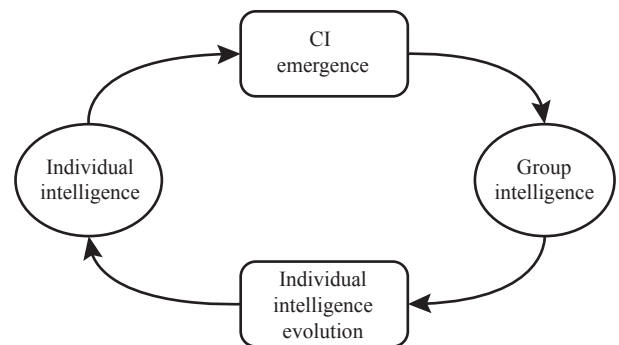 CI
emergence
Individual
intelligence
Group
intelligence
Individual
intelligence
evolution